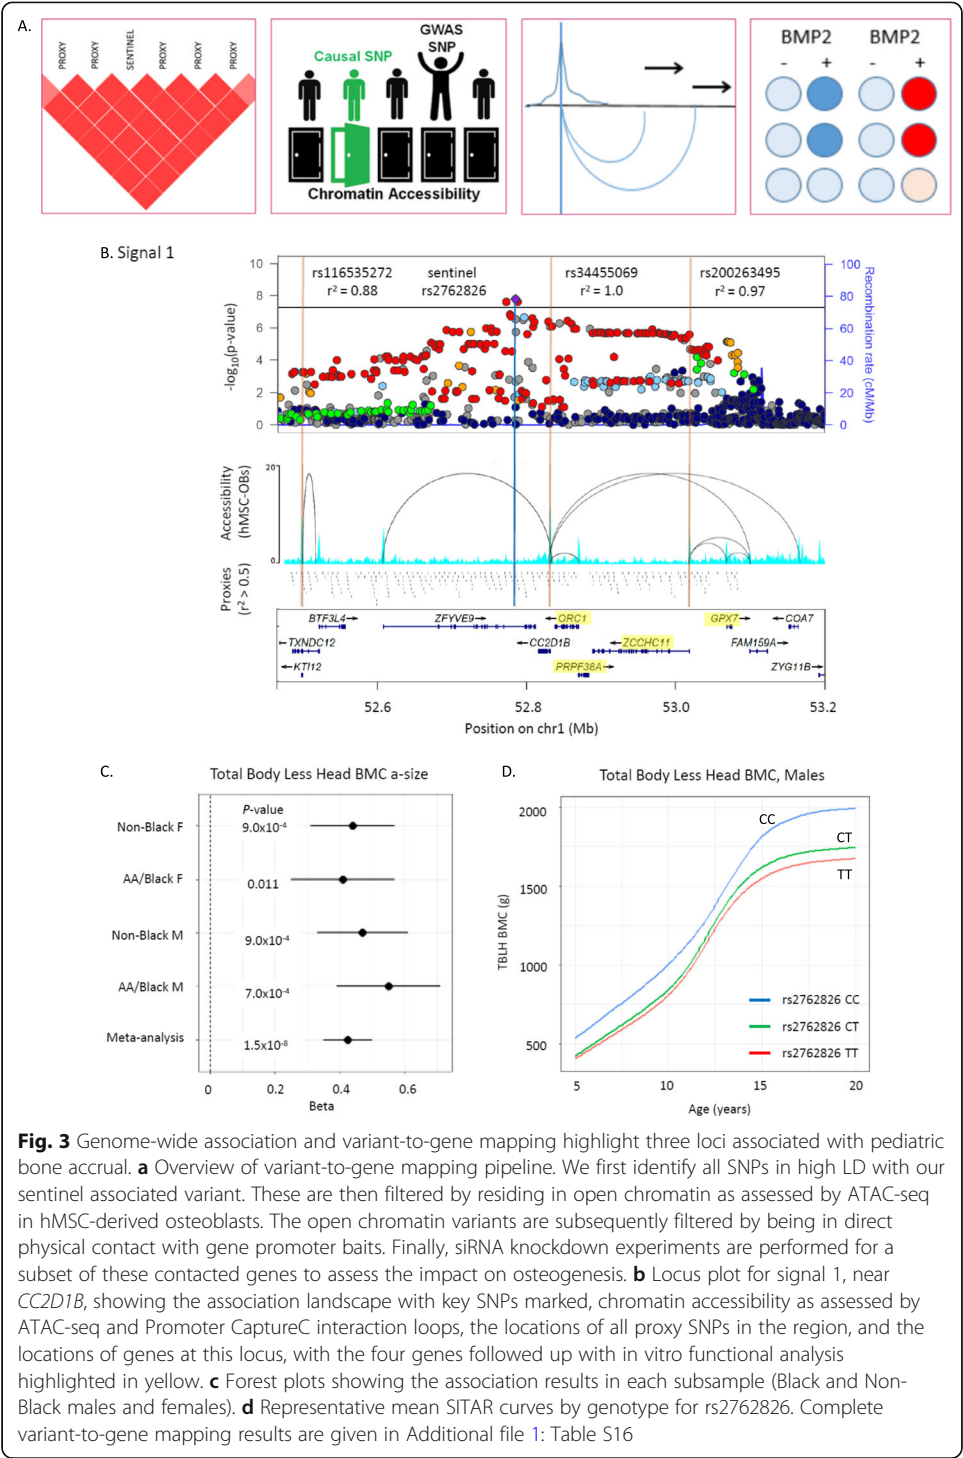 A.
PROXY
PROXY
SENTINEL
PROXY
PROXY
PROXY
GWAS
SNP
Causal SNP
Chromatin Accessibility
BMP2 BMP2
- + - +
B. Signal 1
rs116535272
r² = 0.88
sentinel
rs2762826
rs34455069
r² = 1.0
rs200263495
r² = 0.97
-log₁₀(p-value)
10
8
6
4
2
0
Recombination rate (cM/Mb)
100
80
60
40
20
0
Accessibility
(hMSC-OBs)
20
0
Proxies
(r² > 0.5)
BTF3L4→ ZFYVE9→ ←ORC1 GPX7→ →COA7
←TXNDC12 ←CC2D1B ←ZCCHC11 FAM159A→
←KTI12 PRPF38A→ ZYG11B→
52.6 52.8 53.0 53.2
Position on chr1 (Mb)
C.
Total Body Less Head BMC a-size
P-value
Non-Black F 9.0x10⁻⁴
AA/Black F 0.011
Non-Black M 9.0x10⁻⁴
AA/Black M 7.0x10⁻⁴
Meta-analysis 1.5x10⁻⁸
0 0.2 0.4 0.6
Beta
D.
Total Body Less Head BMC, Males
TBLH BMC (g)
2000
1500
1000
500
CC
CT
TT
rs2762826 CC
rs2762826 CT
rs2762826 TT
5 10 15 20
Age (years)
Fig. 3 Genome-wide association and variant-to-gene mapping highlight three loci associated with pediatric
bone accrual. a Overview of variant-to-gene mapping pipeline. We first identify all SNPs in high LD with our
sentinel associated variant. These are then filtered by residing in open chromatin as assessed by ATAC-seq
in hMSC-derived osteoblasts. The open chromatin variants are subsequently filtered by being in direct
physical contact with gene promoter baits. Finally, siRNA knockdown experiments are performed for a
subset of these contacted genes to assess the impact on osteogenesis. b Locus plot for signal 1, near
CC2D1B, showing the association landscape with key SNPs marked, chromatin accessibility as assessed by
ATAC-seq and Promoter CaptureC interaction loops, the locations of all proxy SNPs in the region, and the
locations of genes at this locus, with the four genes followed up with in vitro functional analysis
highlighted in yellow. c Forest plots showing the association results in each subsample (Black and Non-
Black males and females). d Representative mean SITAR curves by genotype for rs2762826. Complete
variant-to-gene mapping results are given in Additional file 1: Table S16